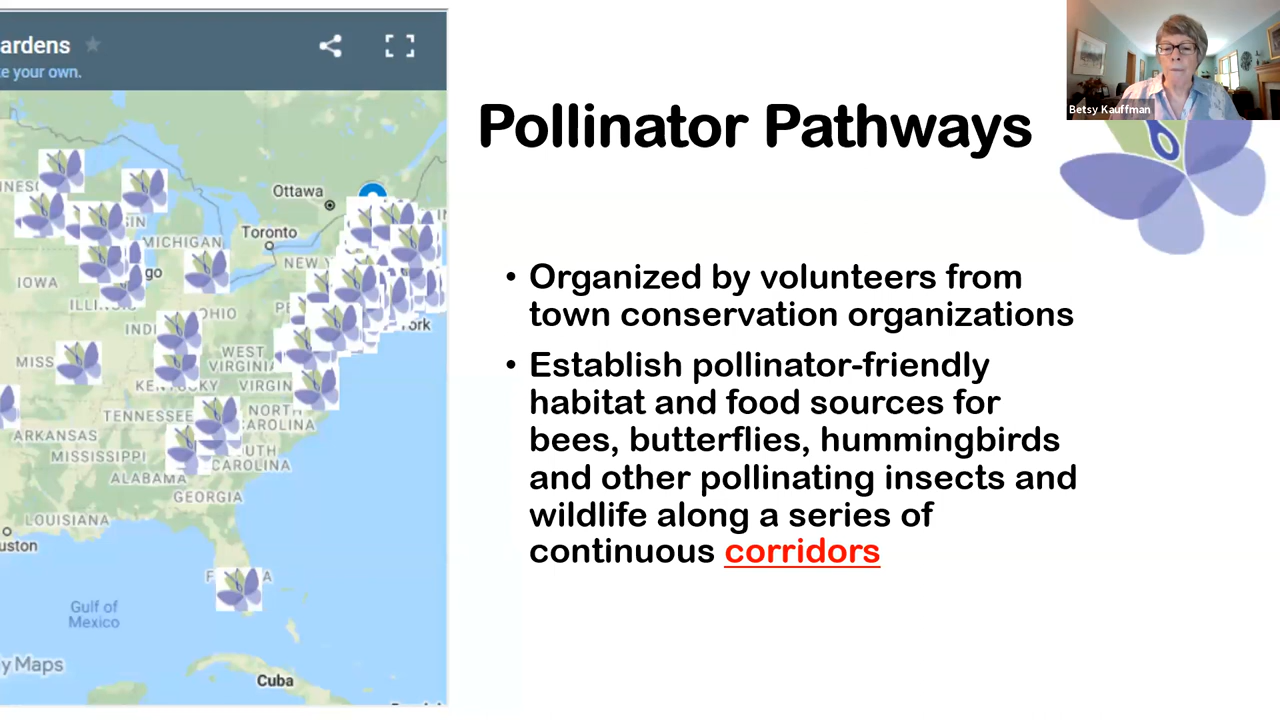 ardens
e your own.
Ottawa
Toronto
MICHIGAN
NEW
IOWA
OHIO
WEST
VIRGINIA
MISS
KENTUCKY
VIRGIN
TENNESSEE
NORTH
CAROLINA
ARKANSAS
MISSISSIPPI
CAROLINA
ALABAMA
GEORGIA
LOUISIANA
uston
Gulf of
Mexico
y Maps
Cuba
Pollinator Pathways
• Organized by volunteers from
town conservation organizations
• Establish pollinator-friendly
habitat and food sources for
bees, butterflies, hummingbirds
and other pollinating insects and
wildlife along a series of
continuous corridors
Betsy Kauffman